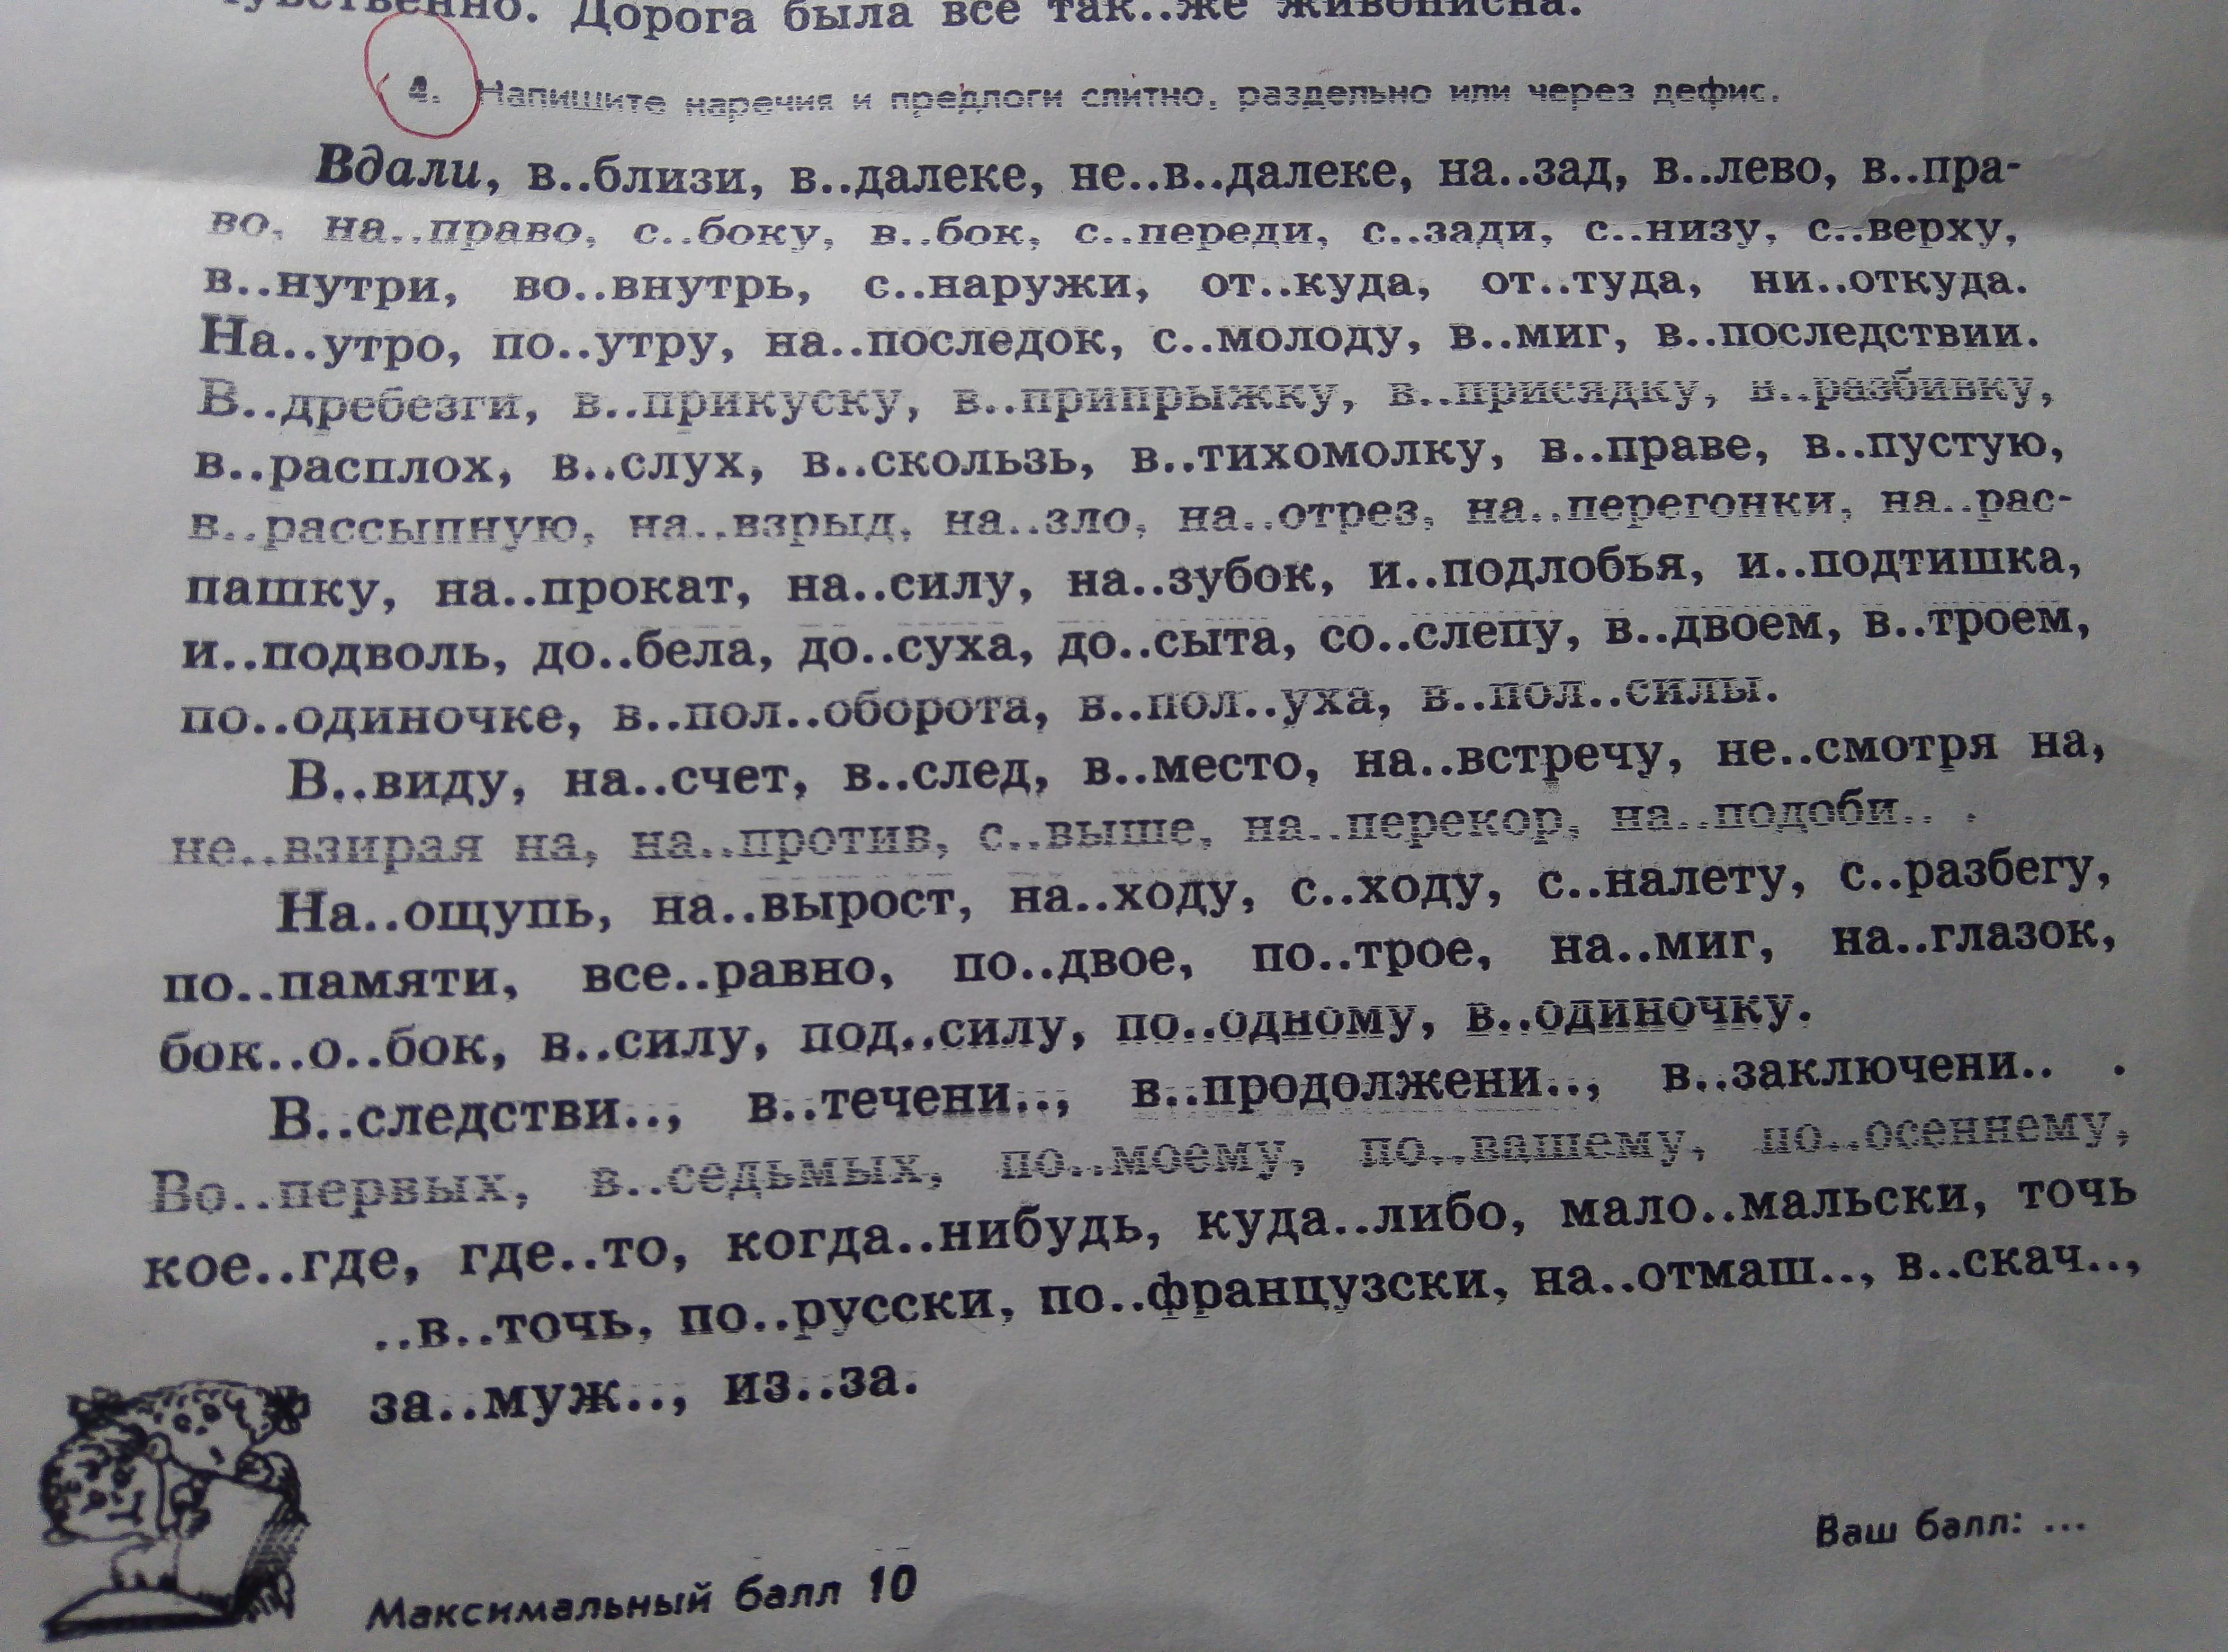 Дорога была все так..же живописна.
4. Напишите наречия и предлоги слитно, раздельно или через дефис.
Вдали, в..близи, в..далеке, не..в..далеке, на..зад, в..лево, в..пра-
во, на..право, с..боку, в..бок, с..переди, с..зади, с..низу, с..верху,
в..нутри, во..внутрь, с..наружи, от..куда, от..туда, ни..откуда.
На..утро, по..утру, на..последок, с..молоду, в..миг, в..последствии.
В..дребезги, в..прикуску, в..припрыжку, в..присядку, в..разбивку,
в..расплох, в..слух, в..скользь, в..тихомолку, в..праве, в..пустую,
в..рассыпную, на..взрыд, на..зло, на..отрез, на..перегонки, на..рас-
пашку, на..прокат, на..силу, на..зубок, и..подлобья, и..подтишка,
и..подволь, до..бела, до..суха, до..сыта, со..слепу, в..двоем, в..троем,
по..одиночке, в..пол..оборота, в..пол..уха, в..пол..силы.
В..виду, на..счет, в..след, в..место, на..встречу, не..смотря на,
не..взирая на, на..против, с..выше, на..перекор, на..подоби.. .
На..ощупь, на..вырост, на..ходу, с..ходу, с..налету, с..разбегу,
по..памяти, все..равно, по..двое, по..трое, на..миг, на..глазок,
бок..о..бок, в..силу, под..силу, по..одному, в..одиночку.
В..следстви.., в..течени.., в..продолжени.., в..заключени.. .
Во..первых, в..седьмых, по..моему, по..вашему, по..осеннему,
кое..где, где..то, когда..нибудь, куда..либо, мало..мальски, точь
..в..точь, по..русски, по..французски, на..отмаш.., в..скач..,
за..муж.., из..за.
Ваш балл: ...
Максимальный балл 10